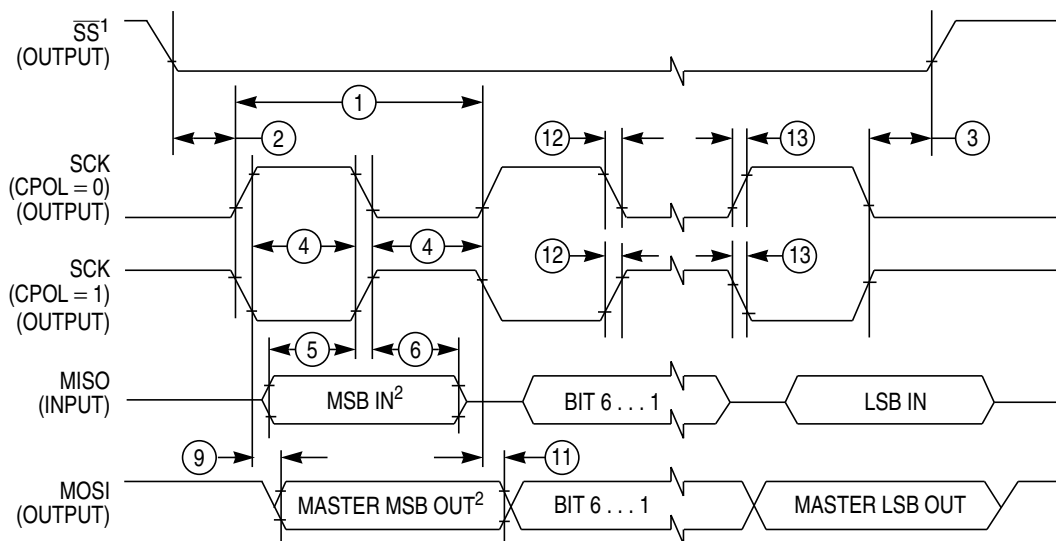 SS¹
(OUTPUT)
1
2
12
13
3
SCK
(CPOL = 0)
(OUTPUT)
4
4
SCK
(CPOL = 1)
(OUTPUT)
12
13
5
6
MISO
(INPUT)
MSB IN²
BIT 6 . . . 1
LSB IN
9
11
MOSI
(OUTPUT)
MASTER MSB OUT²
BIT 6 . . . 1
MASTER LSB OUT